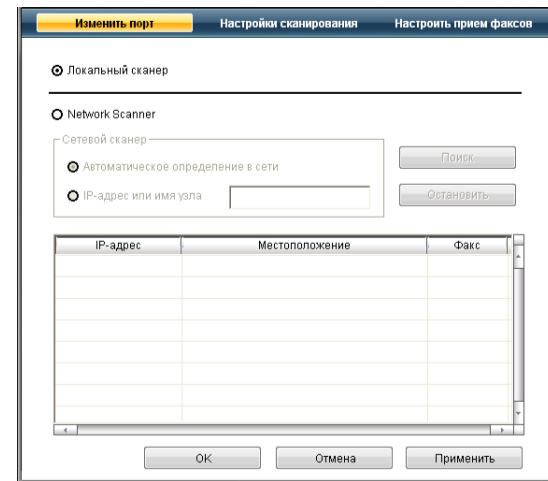 Изменить порт Настройки сканирования Настроить прием факсов
Локальный сканер
Network Scanner
Сетевой сканер
Автоматическое определение в сети
Поиск
IP-адрес или имя узла
Остановить
IP-адрес Местоположение Факс
OK Отмена Применить